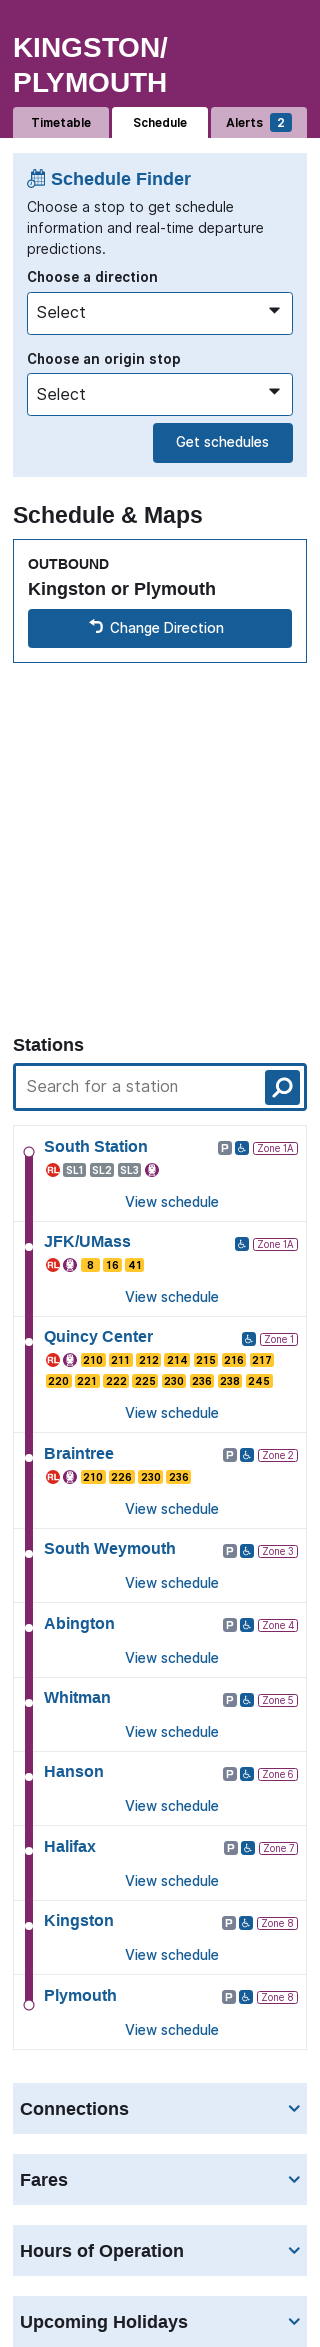 KINGSTON/
PLYMOUTH
Timetable Schedule Alerts 2
Schedule Finder
Choose a stop to get schedule
information and real-time departure
predictions.
Choose a direction
Select
Choose an origin stop
Select
Get schedules
Schedule & Maps
OUTBOUND
Kingston or Plymouth
Change Direction
Stations
Search for a station
South Station P Zone 1A
RL SL1 SL2 SL3
View schedule
JFK/UMass Zone 1A
RL 8 16 41
View schedule
Quincy Center Zone 1
RL 210 211 212 214 215 216 217
220 221 222 225 230 236 238 245
View schedule
Braintree P Zone 2
RL 210 226 230 236
View schedule
South Weymouth P Zone 3
View schedule
Abington P Zone 4
View schedule
Whitman P Zone 5
View schedule
Hanson P Zone 6
View schedule
Halifax P Zone 7
View schedule
Kingston P Zone 8
View schedule
Plymouth P Zone 8
View schedule
Connections
Fares
Hours of Operation
Upcoming Holidays